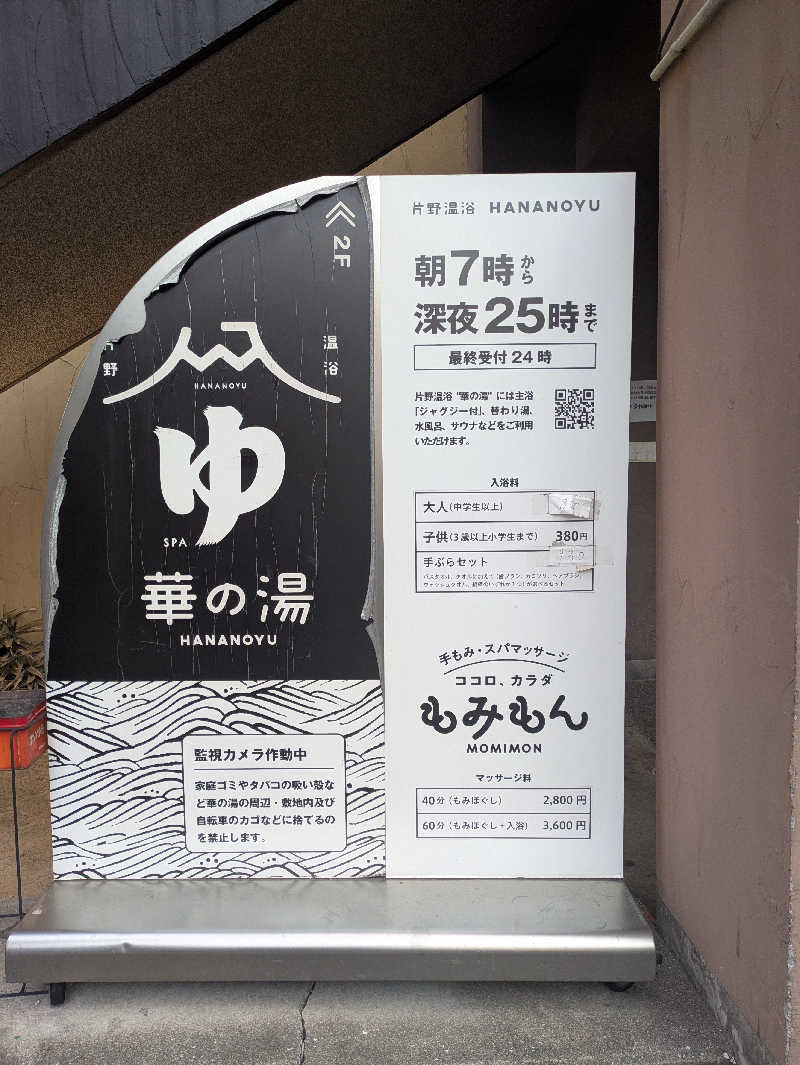 2F
片野
温浴
HANANOYU
ゆ
SPA
華の湯
HANANOYU
監視カメラ作動中
家庭ゴミやタバコの吸い殻な
ど華の湯の周辺・敷地内及び
自転車のカゴなどに捨てるの
を禁止します。
片野温浴 HANANOYU
朝7時から
深夜25時まで
最終受付24時
片野温浴"華の湯"には主浴
「ジャグジー付」、替わり湯、
水風呂、サウナなどをご利用
いただけます。
入浴料
大人(中学生以上)
子供(3歳以上小学生まで) 380円
手ぶらセット
手もみ・スパマッサージ
ココロ、カラダ
もみもん
MOMIMON
マッサージ料
40分(もみほぐし) 2,800円
60分(もみほぐし+入浴) 3,600円